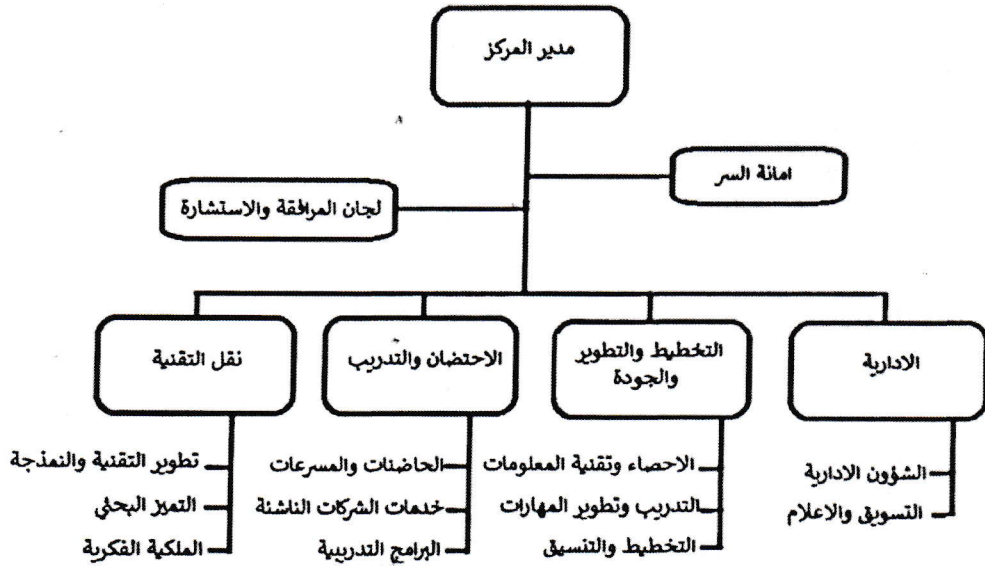 مدير المركز
امانة السر
لجان المرافقة والاستشارة
الادارية
الشؤون الادارية
التسويق والاعلام
التخطيط والتطوير
والجودة
الاحصاء وتقنية المعلومات
التدريب وتطوير المهارات
التخطيط والتنسيق
الاحتضان والتدريب
الحاضنات والمسرعات
خدمات الشركات الناشئة
البرامج التدريبية
نقل التقنية
تطوير التقنية والنمذجة
التميز البحثي
الملكية الفكرية